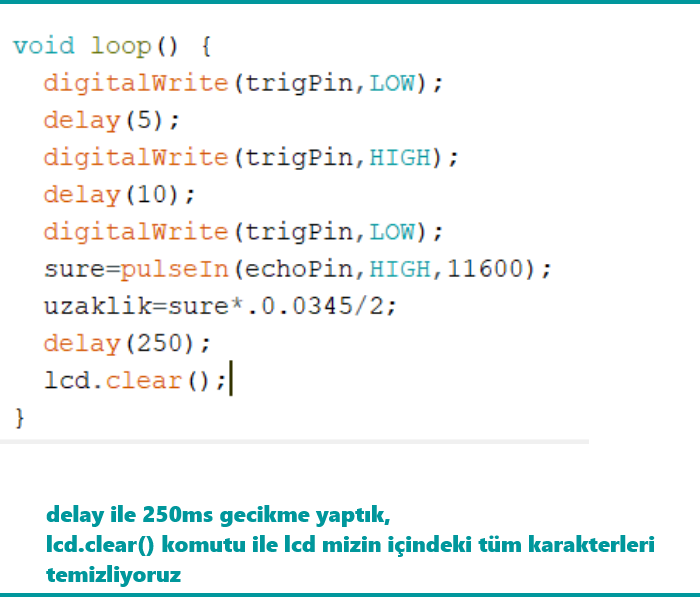 void loop() {
digitalWrite(trigPin,LOW);
delay(5);
digitalWrite(trigPin,HIGH);
delay(10);
digitalWrite(trigPin,LOW);
sure=pulseIn(echoPin,HIGH,11600);
uzaklik=sure*.0.0345/2;
delay(250);
lcd.clear();
}
delay ile 250ms gecikme yaptık,
lcd.clear() komutu ile lcd mizin içindeki tüm karakterleri
temizliyoruz